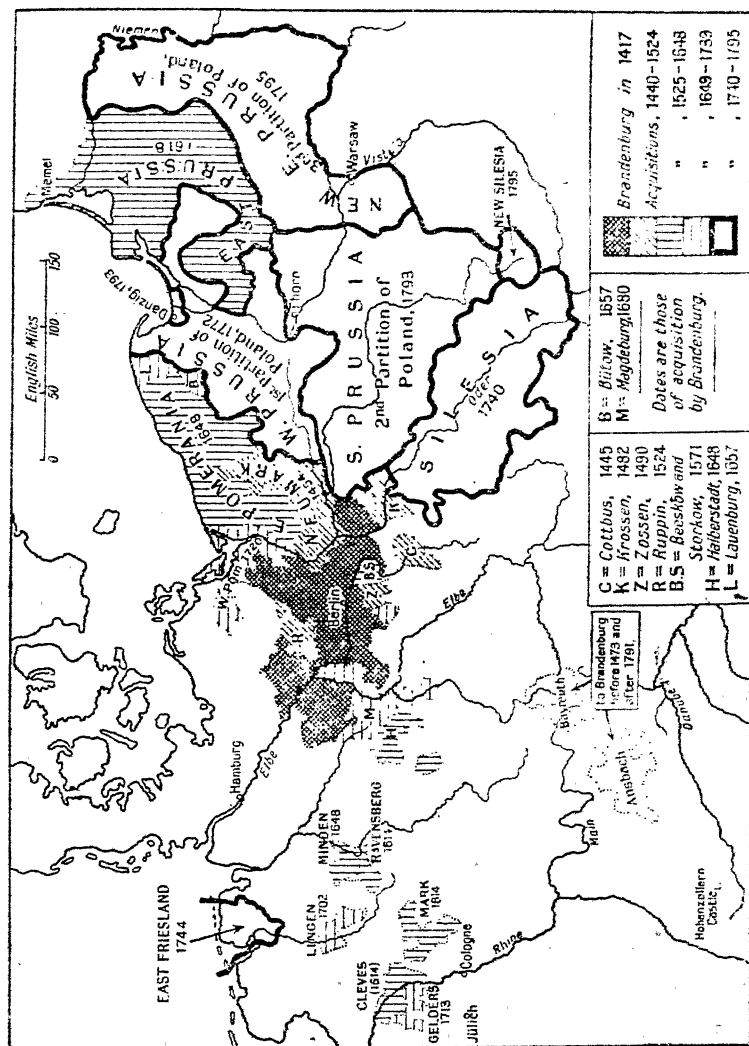 English Miles
0 50 100 150
Niemen
Memel
E. PRUSSIA
3rd Partition of Poland,
1795
NEW
EAST PRUSSIA
1618
Danzig, 1793
Thorn
Warsaw
W. PRUSSIA
1st Partition of
Poland, 1772
S. PRUSSIA
2nd Partition of
Poland, 1793
NEW SILESIA
1795
SILESIA
Oder
1740
E. POMERANIA
1648
B
NEUMARK
W. Pom.
R
Berlin
Z
B.S.
C
K
M
H
Elbe
Hamburg
Elbe
EAST FRIESLAND
1744
LINGEN
1702
MINDEN
1648
RAVENSBERG
CLEVES
(1614)
MARK
1614
GELDERS
1713
Jülich
Cologne
Rhine
Main
Bayreuth
Ansbach
to Brandenburg
before 1473 and
after 1791.
Danube
Hohenzollern
Castle
C = Cottbus, 1445
K = Krossen, 1482
Z = Zossen, 1490
R = Ruppin, 1524
B.S = Beeskow and
Storkow, 1571
H = Halberstadt, 1648
L = Lauenburg, 1657
B = Bütow, 1657
M = Magdeburg, 1680
Dates are those
of acquisition
by Brandenburg.
Brandenburg in 1417
Acquisitions, 1440-1524
" , 1525-1648
" , 1649-1739
" , 1740-1795